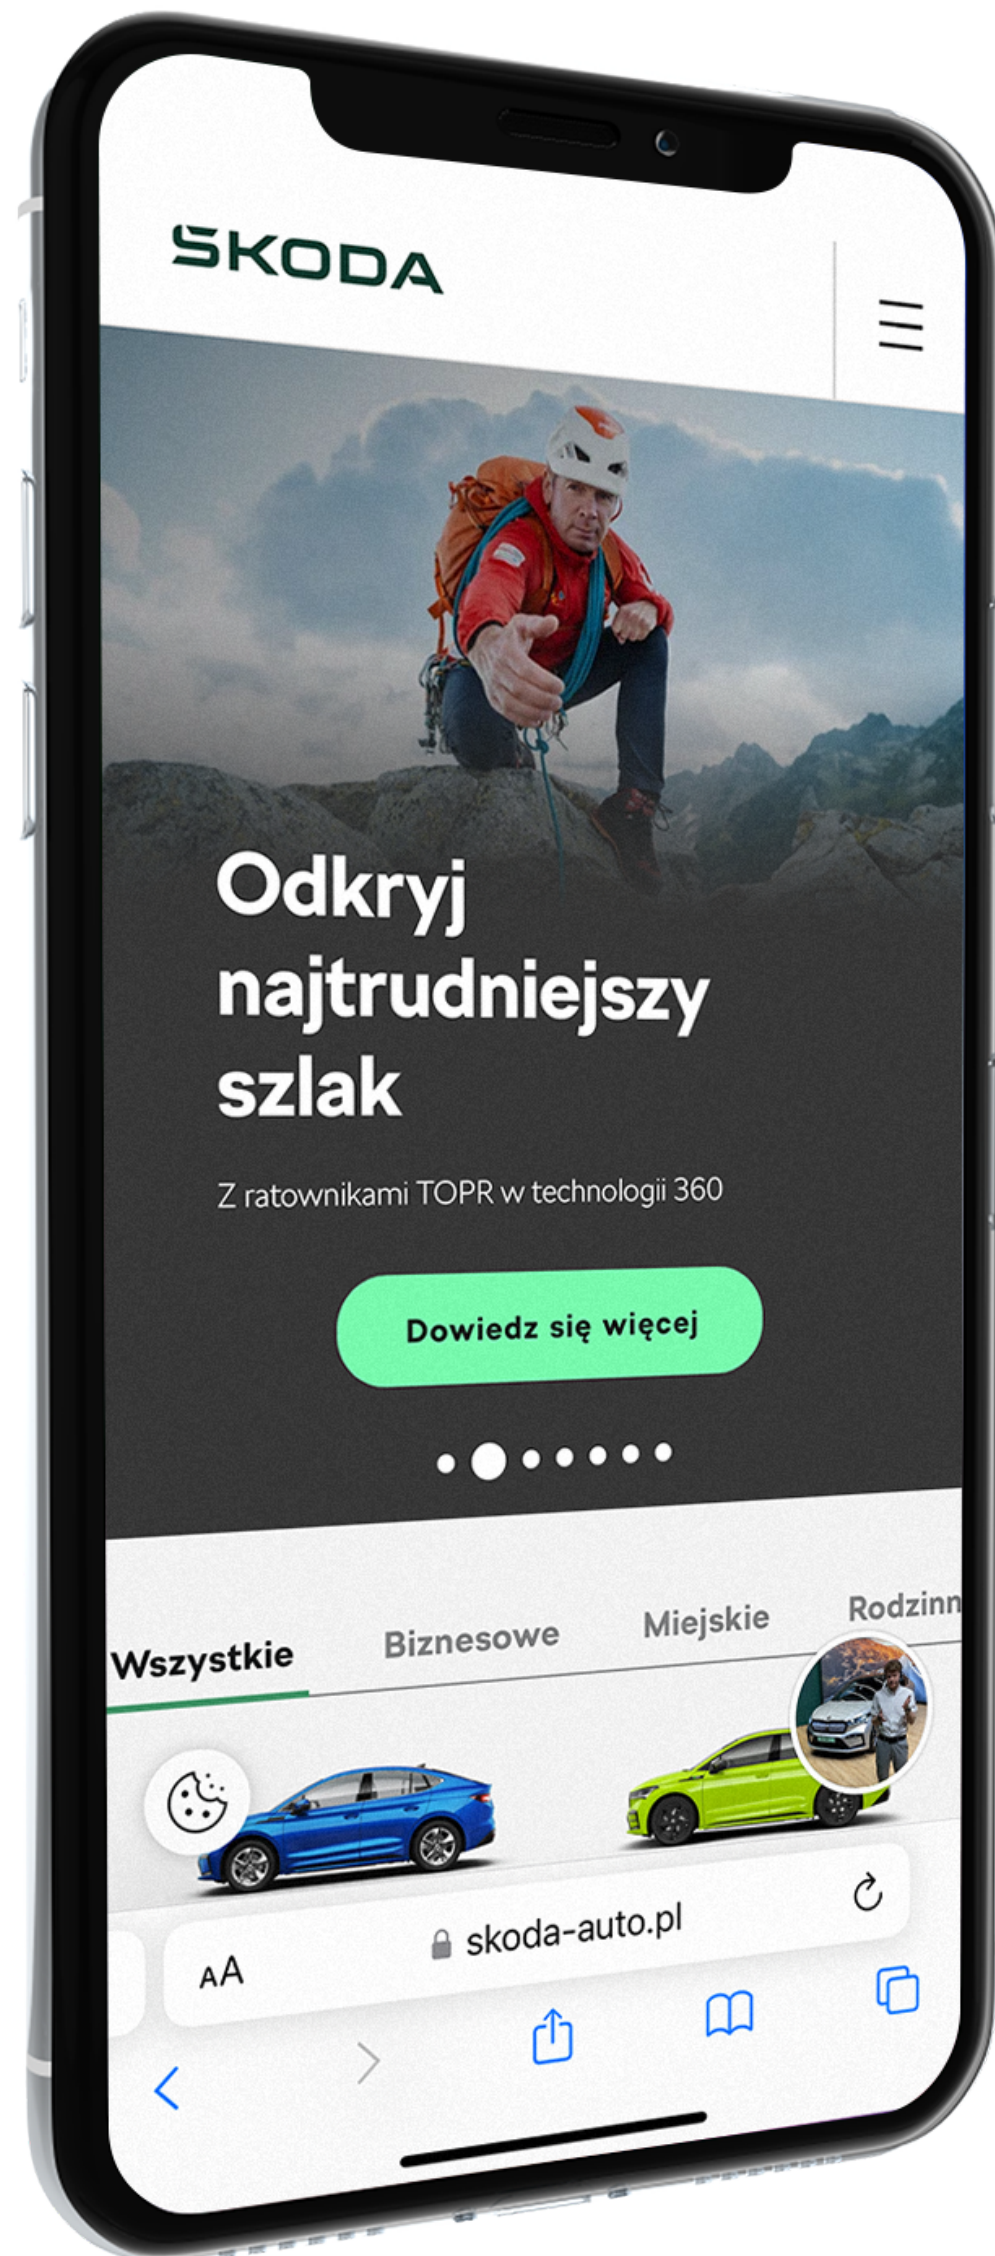 ŠKODA
Odkryj
najtrudniejszy
szlak
Z ratownikami TOPR w technologii 360
Dowiedz się więcej
Wszystkie Biznesowe Miejskie Rodzinn
AA skoda-auto.pl